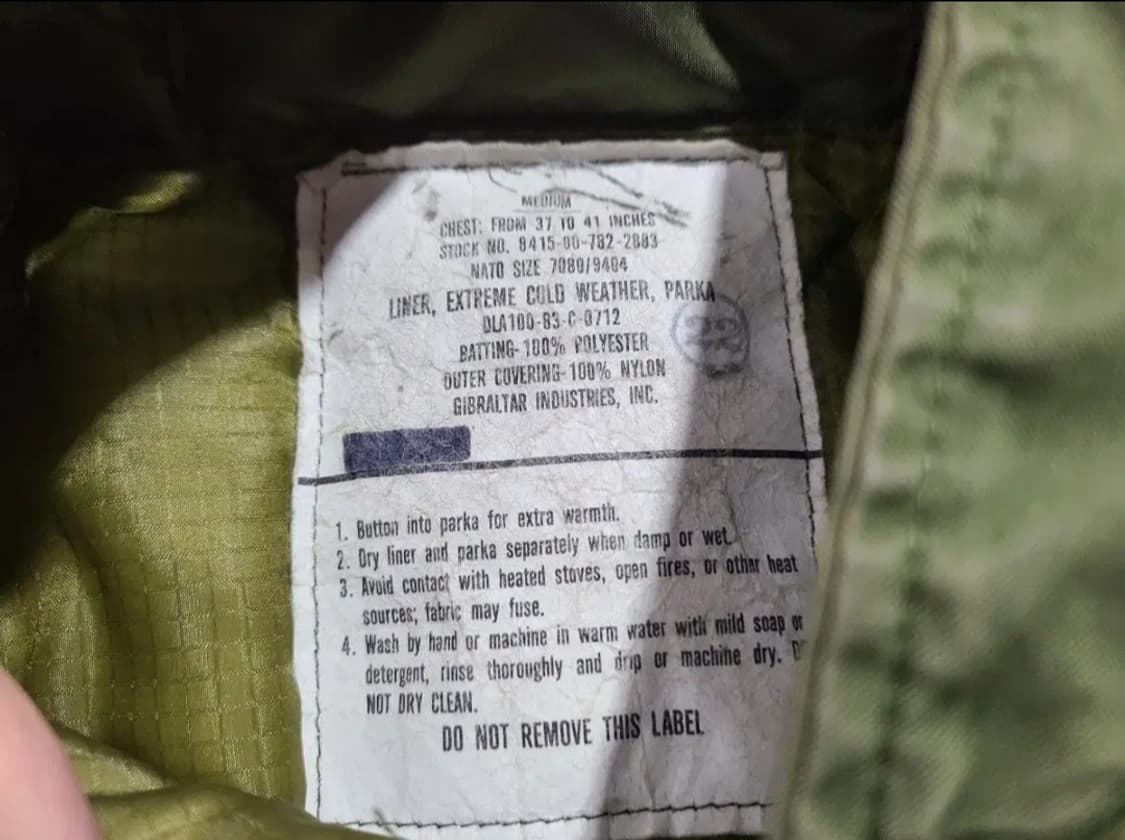 MEDIUM
CHEST: FROM 37 TO 41 INCHES
STOCK NO. 8415-00-782-2883
NATO SIZE 7080/9404
LINER, EXTREME COLD WEATHER, PARKA
DLA100-83-C-0712
BATTING-100% POLYESTER
OUTER COVERING-100% NYLON
GIBRALTAR INDUSTRIES, INC.
1. Button into parka for extra warmth.
2. Dry liner and parka separately when damp or wet.
3. Avoid contact with heated stoves, open fires, or other heat
sources; fabric may fuse.
4. Wash by hand or machine in warm water with mild soap or
detergent, rinse thoroughly and drip or machine dry.
NOT DRY CLEAN.
DO NOT REMOVE THIS LABEL